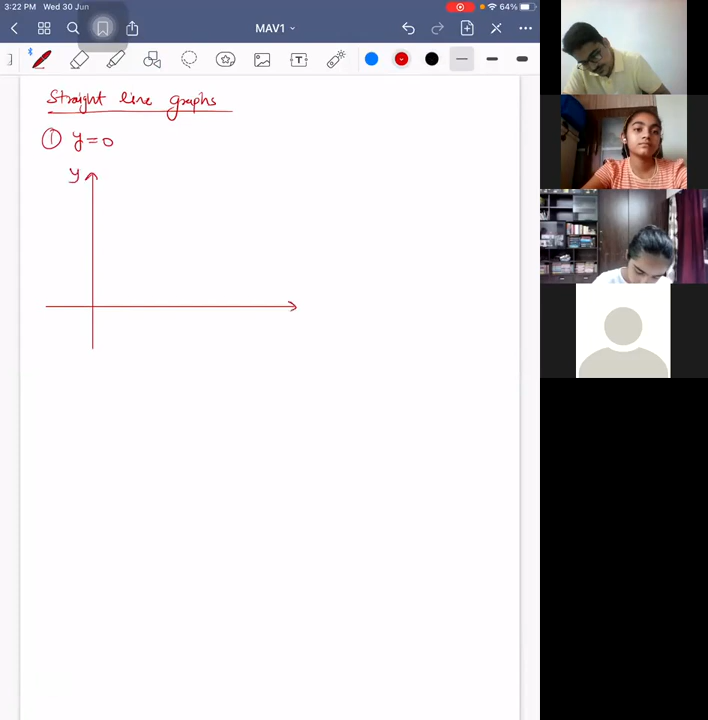 3:22 PM Wed 30 Jun
64%
MAV1
T
Straight line graphs
① y=0
y